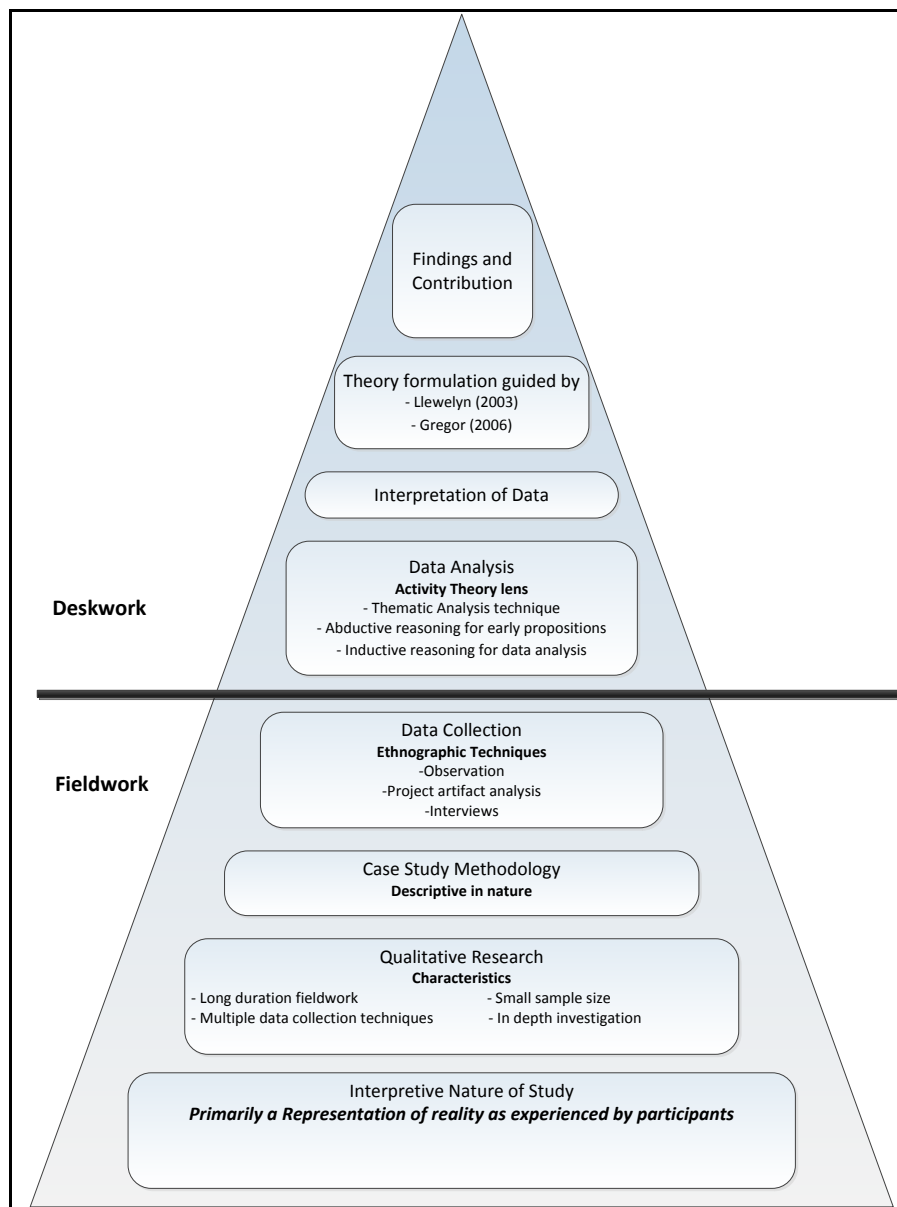 Findings and
Contribution
Theory formulation guided by
- Llewelyn (2003)
- Gregor (2006)
Interpretation of Data
Data Analysis
Activity Theory lens
- Thematic Analysis technique
- Abductive reasoning for early propositions
- Inductive reasoning for data analysis
Deskwork
Data Collection
Ethnographic Techniques
-Observation
-Project artifact analysis
-Interviews
Fieldwork
Case Study Methodology
Descriptive in nature
Qualitative Research
Characteristics
- Long duration fieldwork - Small sample size
- Multiple data collection techniques - In depth investigation
Interpretive Nature of Study
Primarily a Representation of reality as experienced by participants